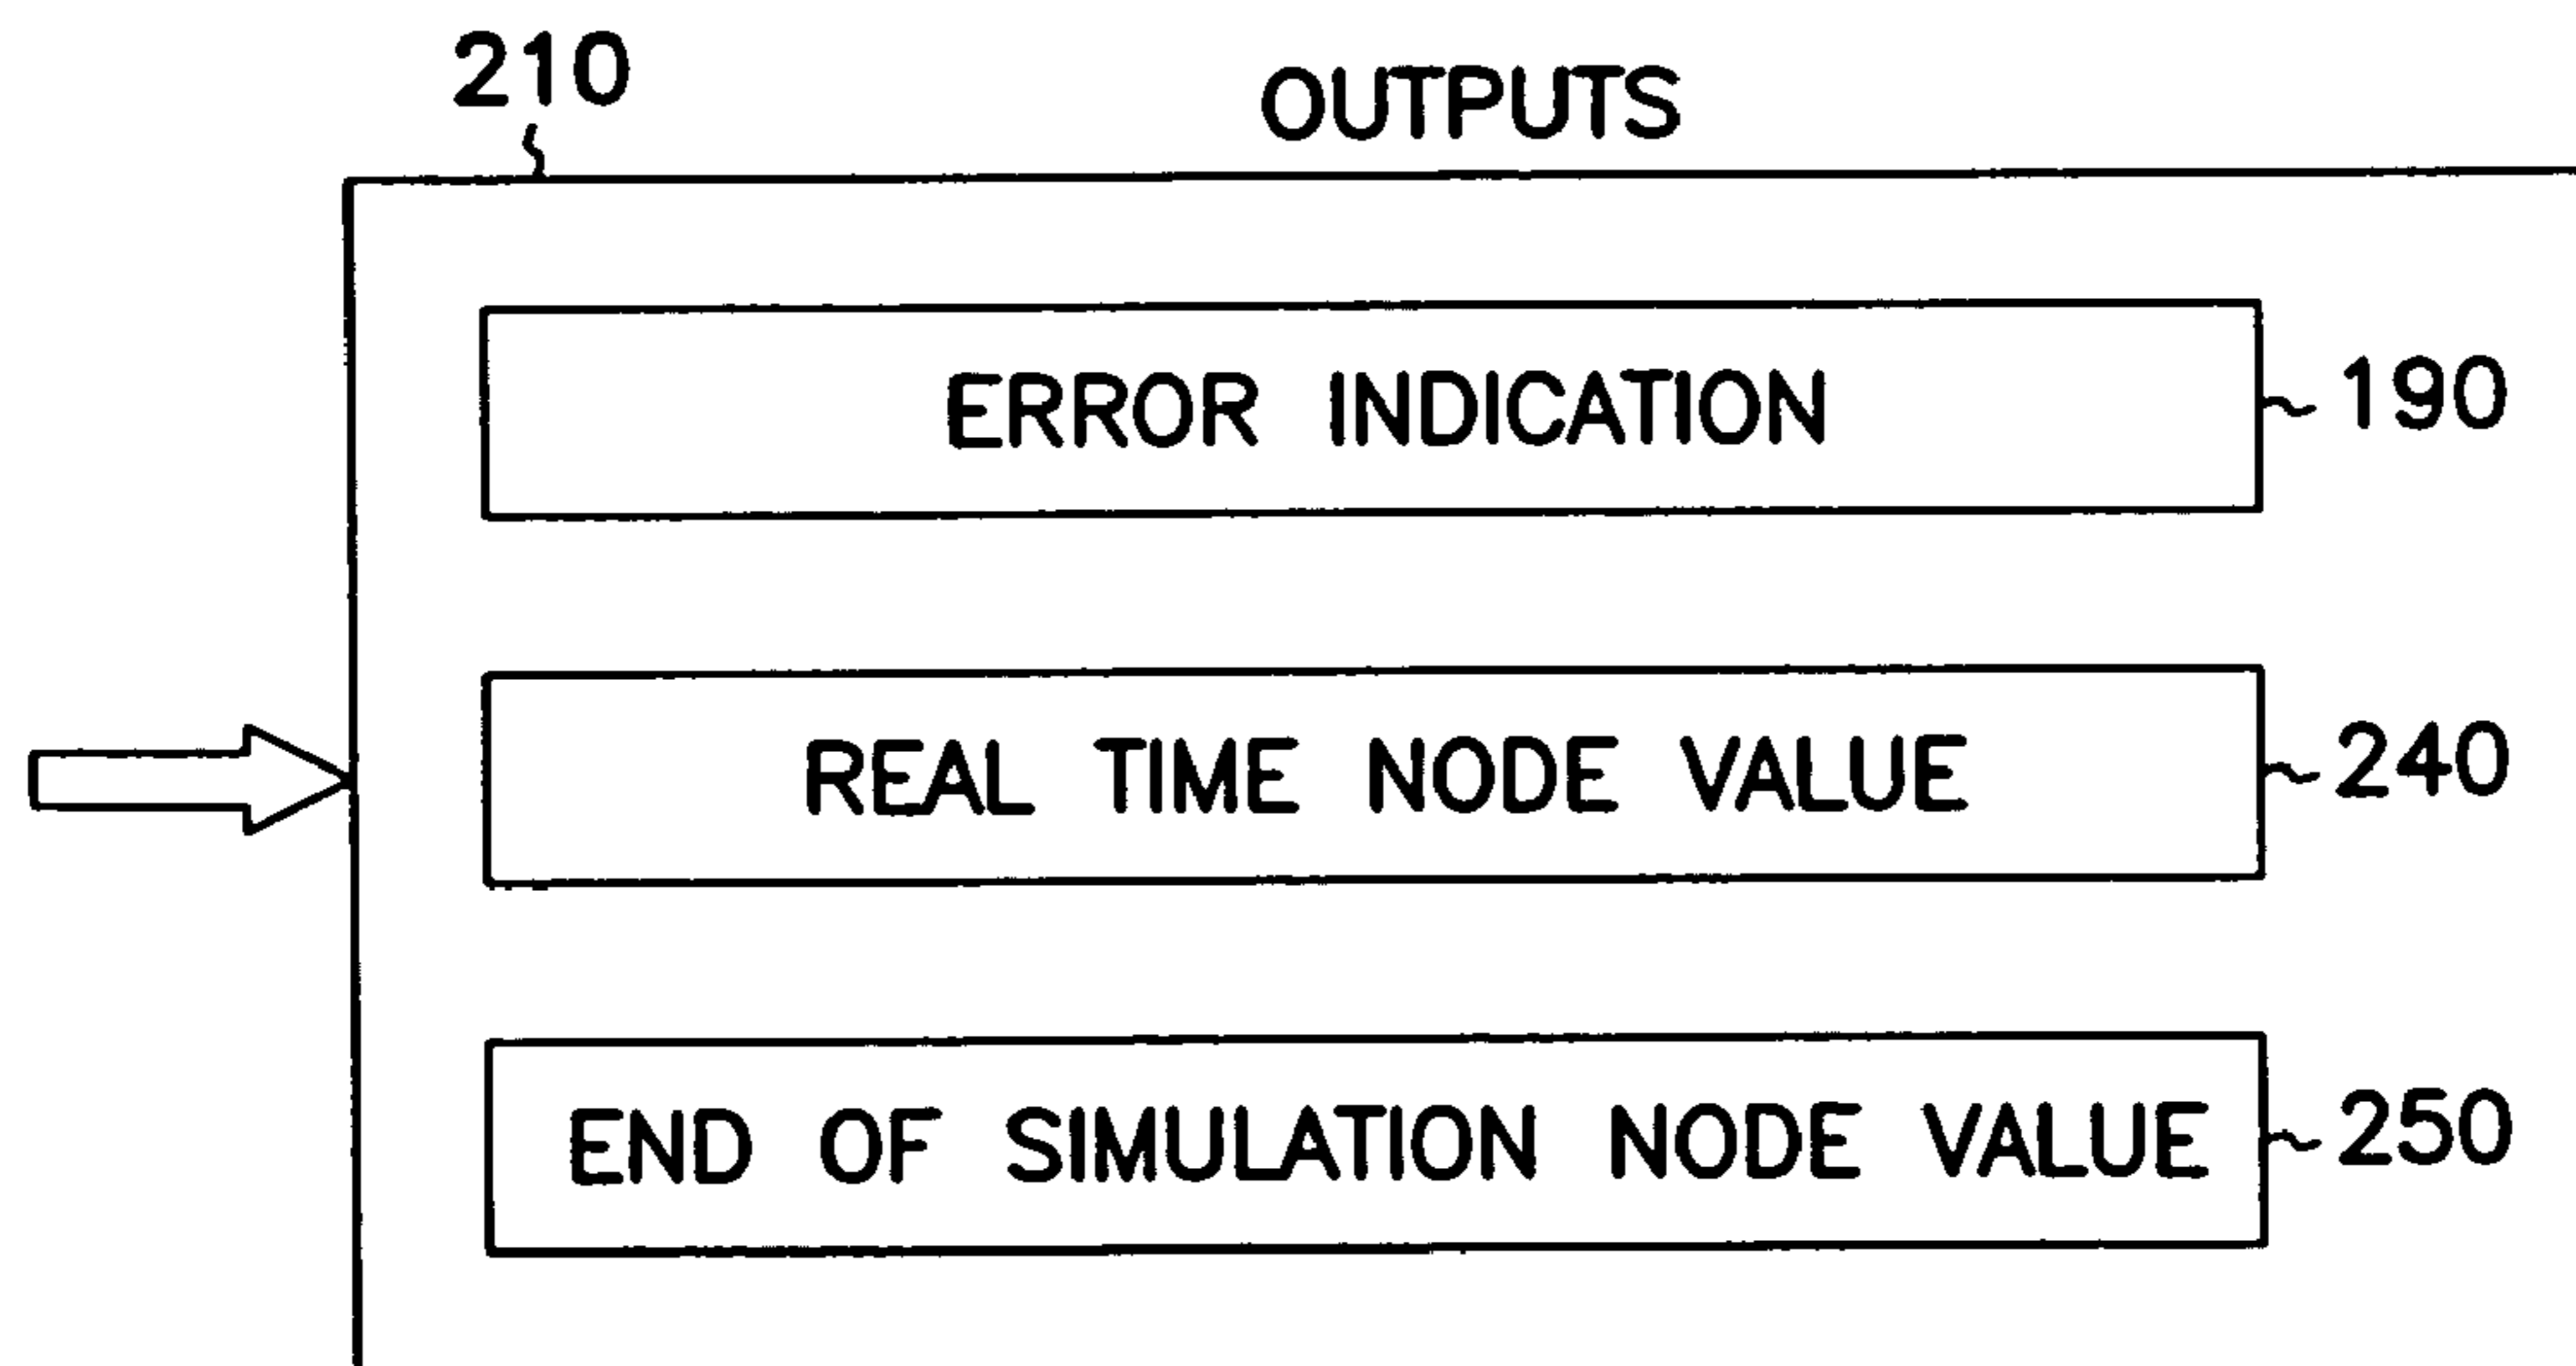 210
OUTPUTS
ERROR INDICATION
190
REAL TIME NODE VALUE
240
END OF SIMULATION NODE VALUE
250